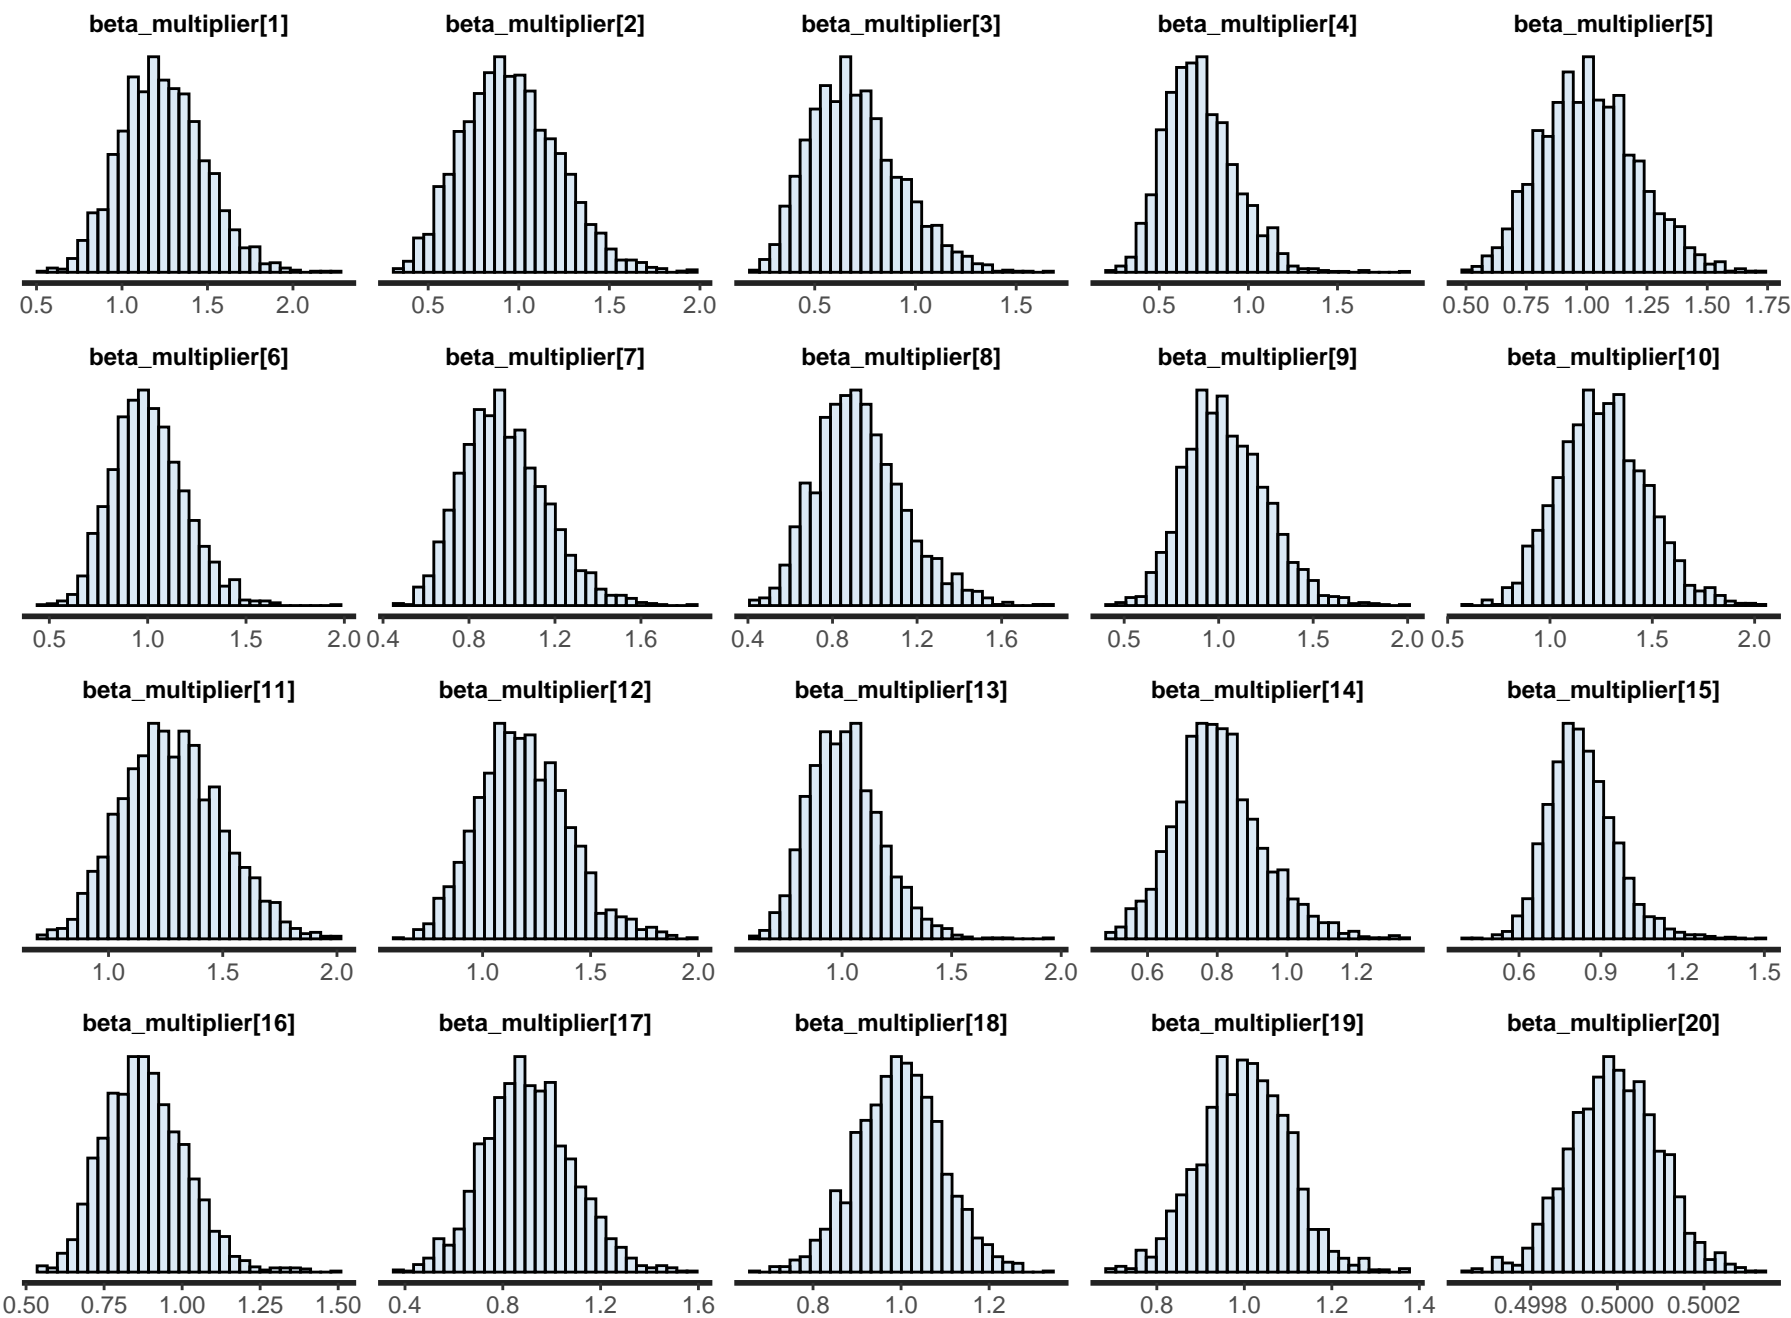 beta_multiplier[1] beta_multiplier[2] beta_multiplier[3] beta_multiplier[4] beta_multiplier[5]
0.5 1.0 1.5 2.0 0.5 1.0 1.5 2.0 0.5 1.0 1.5 0.5 1.0 1.5 0.50 0.75 1.00 1.25 1.50 1.75
beta_multiplier[6] beta_multiplier[7] beta_multiplier[8] beta_multiplier[9] beta_multiplier[10]
0.5 1.0 1.5 2.0 0.4 0.8 1.2 1.6 0.4 0.8 1.2 1.6 0.5 1.0 1.5 2.0 0.5 1.0 1.5 2.0
beta_multiplier[11] beta_multiplier[12] beta_multiplier[13] beta_multiplier[14] beta_multiplier[15]
1.0 1.5 2.0 1.0 1.5 2.0 1.0 1.5 2.0 0.6 0.8 1.0 1.2 0.6 0.9 1.2 1.5
beta_multiplier[16] beta_multiplier[17] beta_multiplier[18] beta_multiplier[19] beta_multiplier[20]
0.50 0.75 1.00 1.25 1.50 0.4 0.8 1.2 1.6 0.8 1.0 1.2 0.8 1.0 1.2 1.4 0.4998 0.5000 0.5002